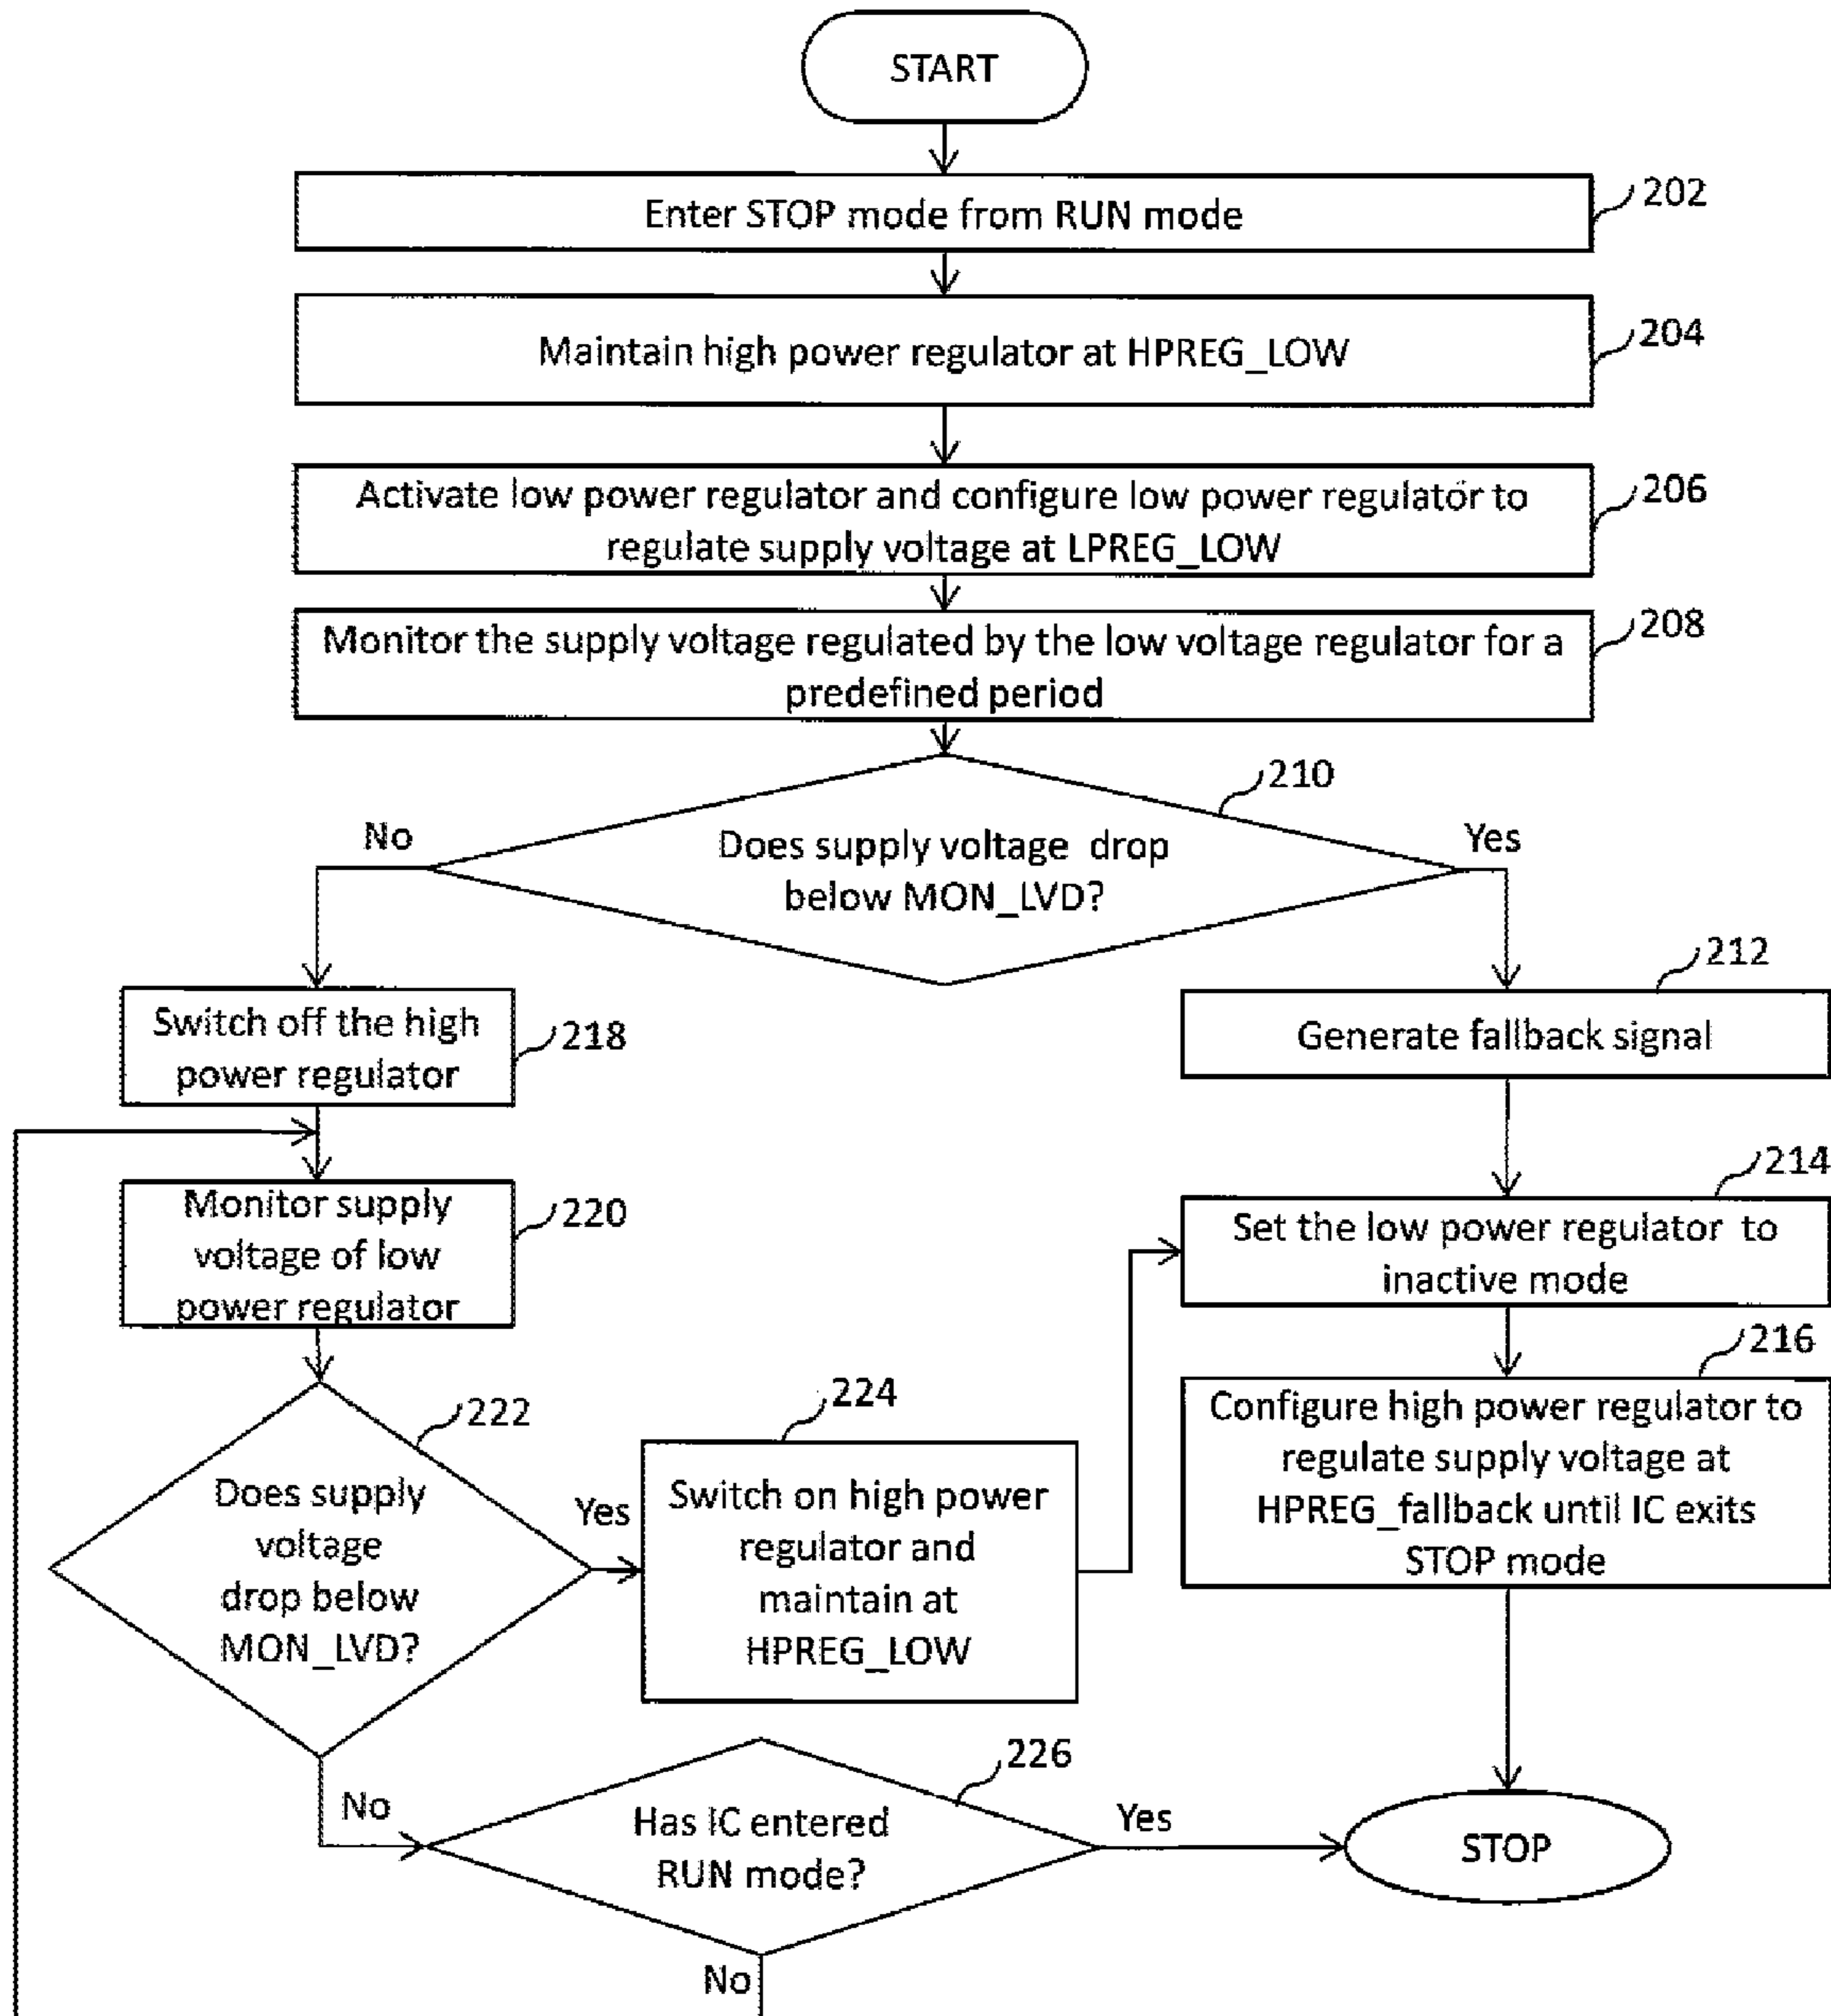 START
Enter STOP mode from RUN mode
202
Maintain high power regulator at HPREG_LOW
204
Activate low power regulator and configure low power regulator to
regulate supply voltage at LPREG_LOW
206
Monitor the supply voltage regulated by the low voltage regulator for a
predefined period
208
210
No
Does supply voltage drop
below MON_LVD?
Yes
212
Switch off the high
power regulator
218
Generate fallback signal
214
Monitor supply
voltage of low
power regulator
220
Set the low power regulator to
inactive mode
216
222
224
Configure high power regulator to
regulate supply voltage at
HPREG_fallback until IC exits
STOP mode
Does supply
voltage
drop below
MON_LVD?
Yes
Switch on high power
regulator and
maintain at
HPREG_LOW
226
No
Has IC entered
RUN mode?
Yes
STOP
No